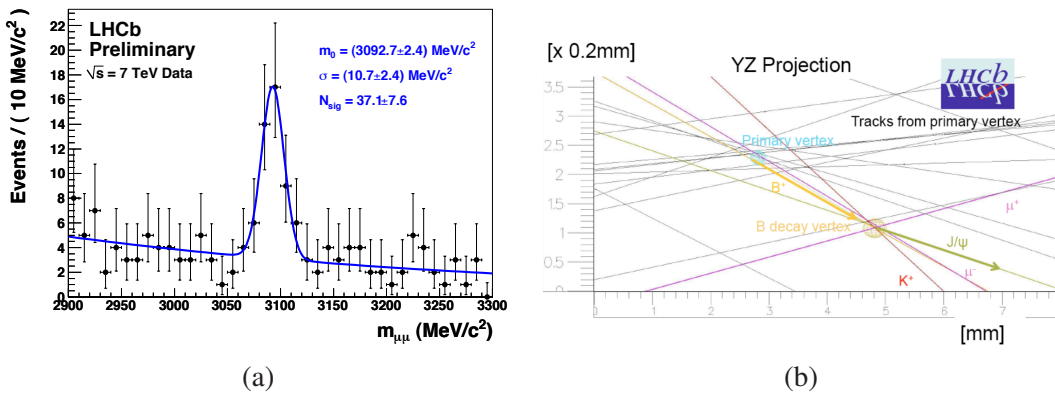 LHCb
Preliminary
√s = 7 TeV Data
m₀ = (3092.7±2.4) MeV/c²
σ = (10.7±2.4) MeV/c²
N_sig = 37.1±7.6
Events / ( 10 MeV/c² )
22
20
18
16
14
12
10
8
6
4
2
0
2900 2950 3000 3050 3100 3150 3200 3250 3300
m_μμ (MeV/c²)
(a)
[x 0.2mm]
YZ Projection
LHCb
Tracks from primary vertex
Primary vertex
B⁺
B decay vertex
μ⁺
J/ψ
μ⁻
K⁺
3.5
3
2.5
2
1.5
1
0.5
0
0 1 2 3 4 5 6 7
[mm]
(b)